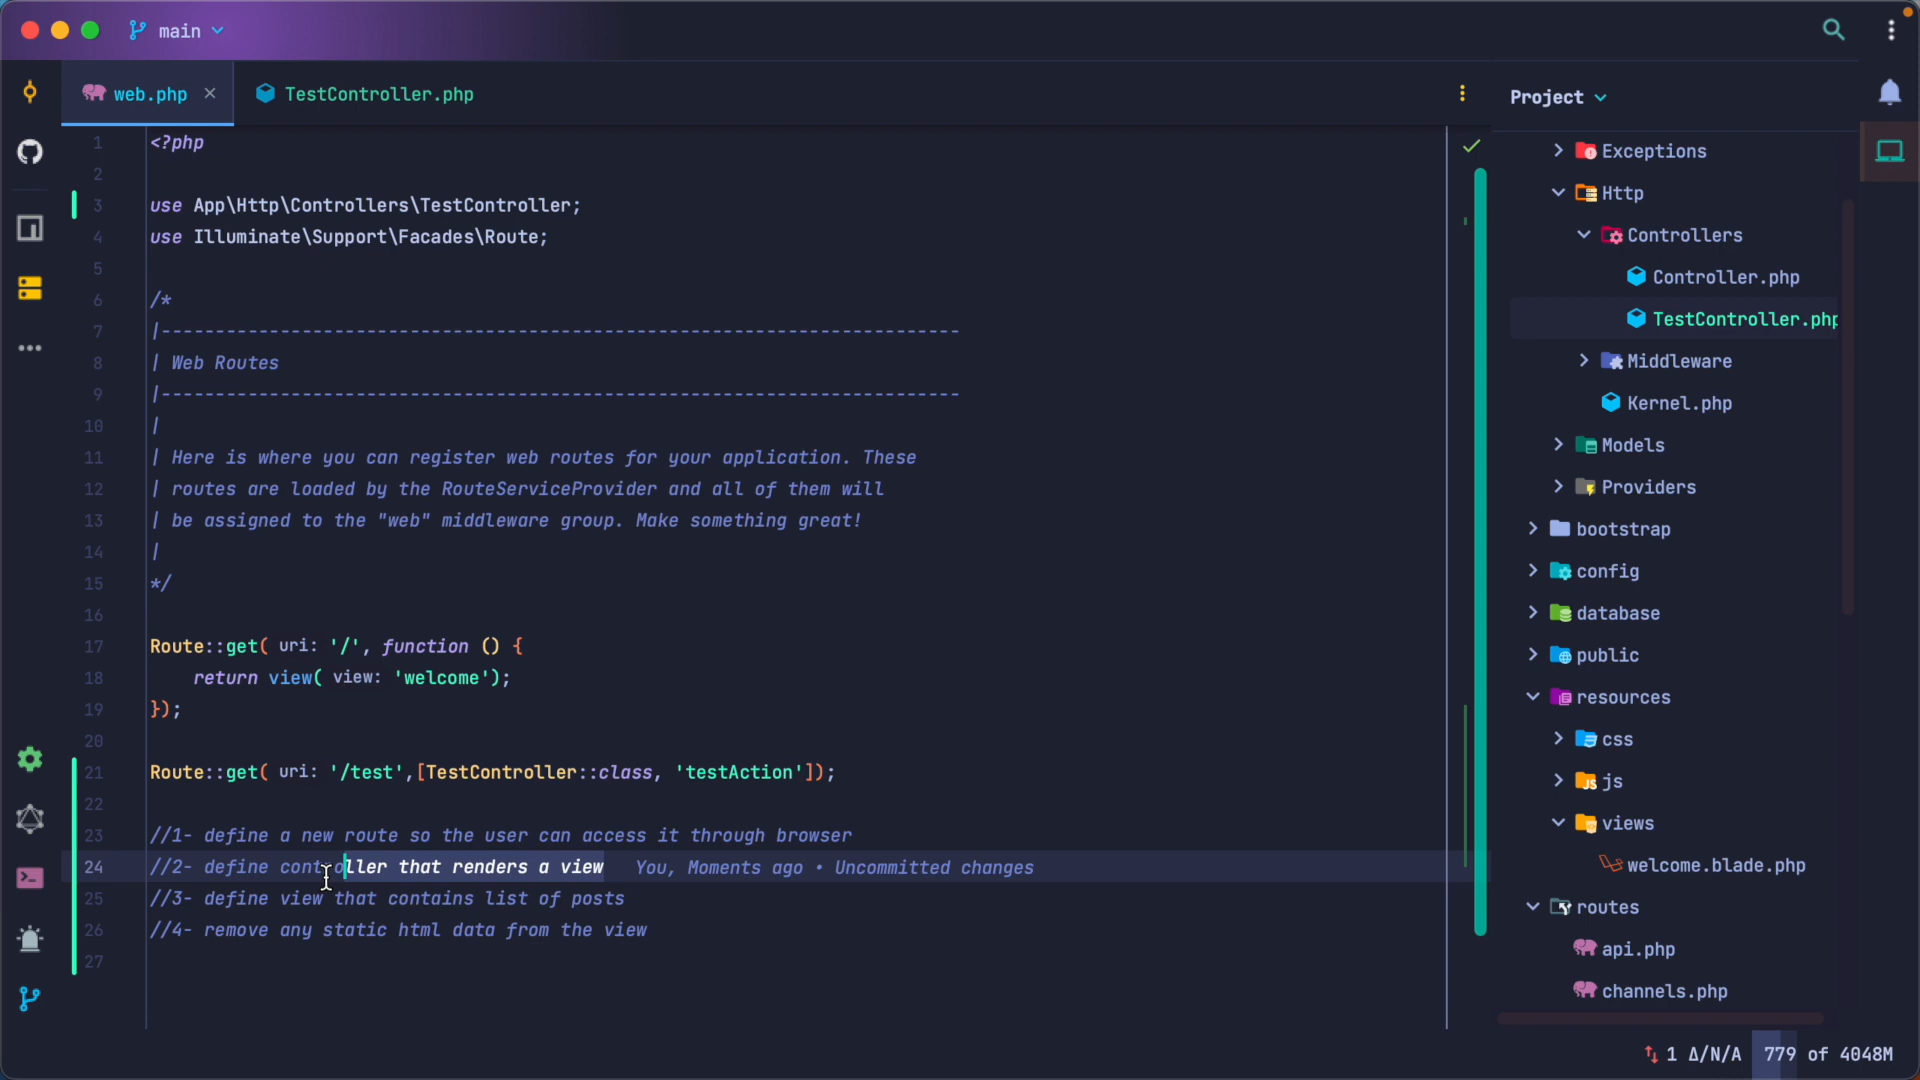 main
web.php
TestController.php
Project
1 <?php
2
3 use App\Http\Controllers\TestController;
4 use Illuminate\Support\Facades\Route;
5
6 /*
7 |--------------------------------------------------------------------------
8 | Web Routes
9 |--------------------------------------------------------------------------
10 |
11 | Here is where you can register web routes for your application. These
12 | routes are loaded by the RouteServiceProvider and all of them will
13 | be assigned to the "web" middleware group. Make something great!
14 |
15 */
16
17 Route::get( uri: '/', function () {
18 return view( view: 'welcome');
19 });
20
21 Route::get( uri: '/test',[TestController::class, 'testAction']);
22
23 //1- define a new route so the user can access it through browser
24 //2- define controller that renders a view You, Moments ago • Uncommitted changes
25 //3- define view that contains list of posts
26 //4- remove any static html data from the view
27
Exceptions
Http
Controllers
Controller.php
TestController.php
Middleware
Kernel.php
Models
Providers
bootstrap
config
database
public
resources
css
JS js
views
welcome.blade.php
routes
api.php
channels.php
1 Δ/N/A 779 of 4048M